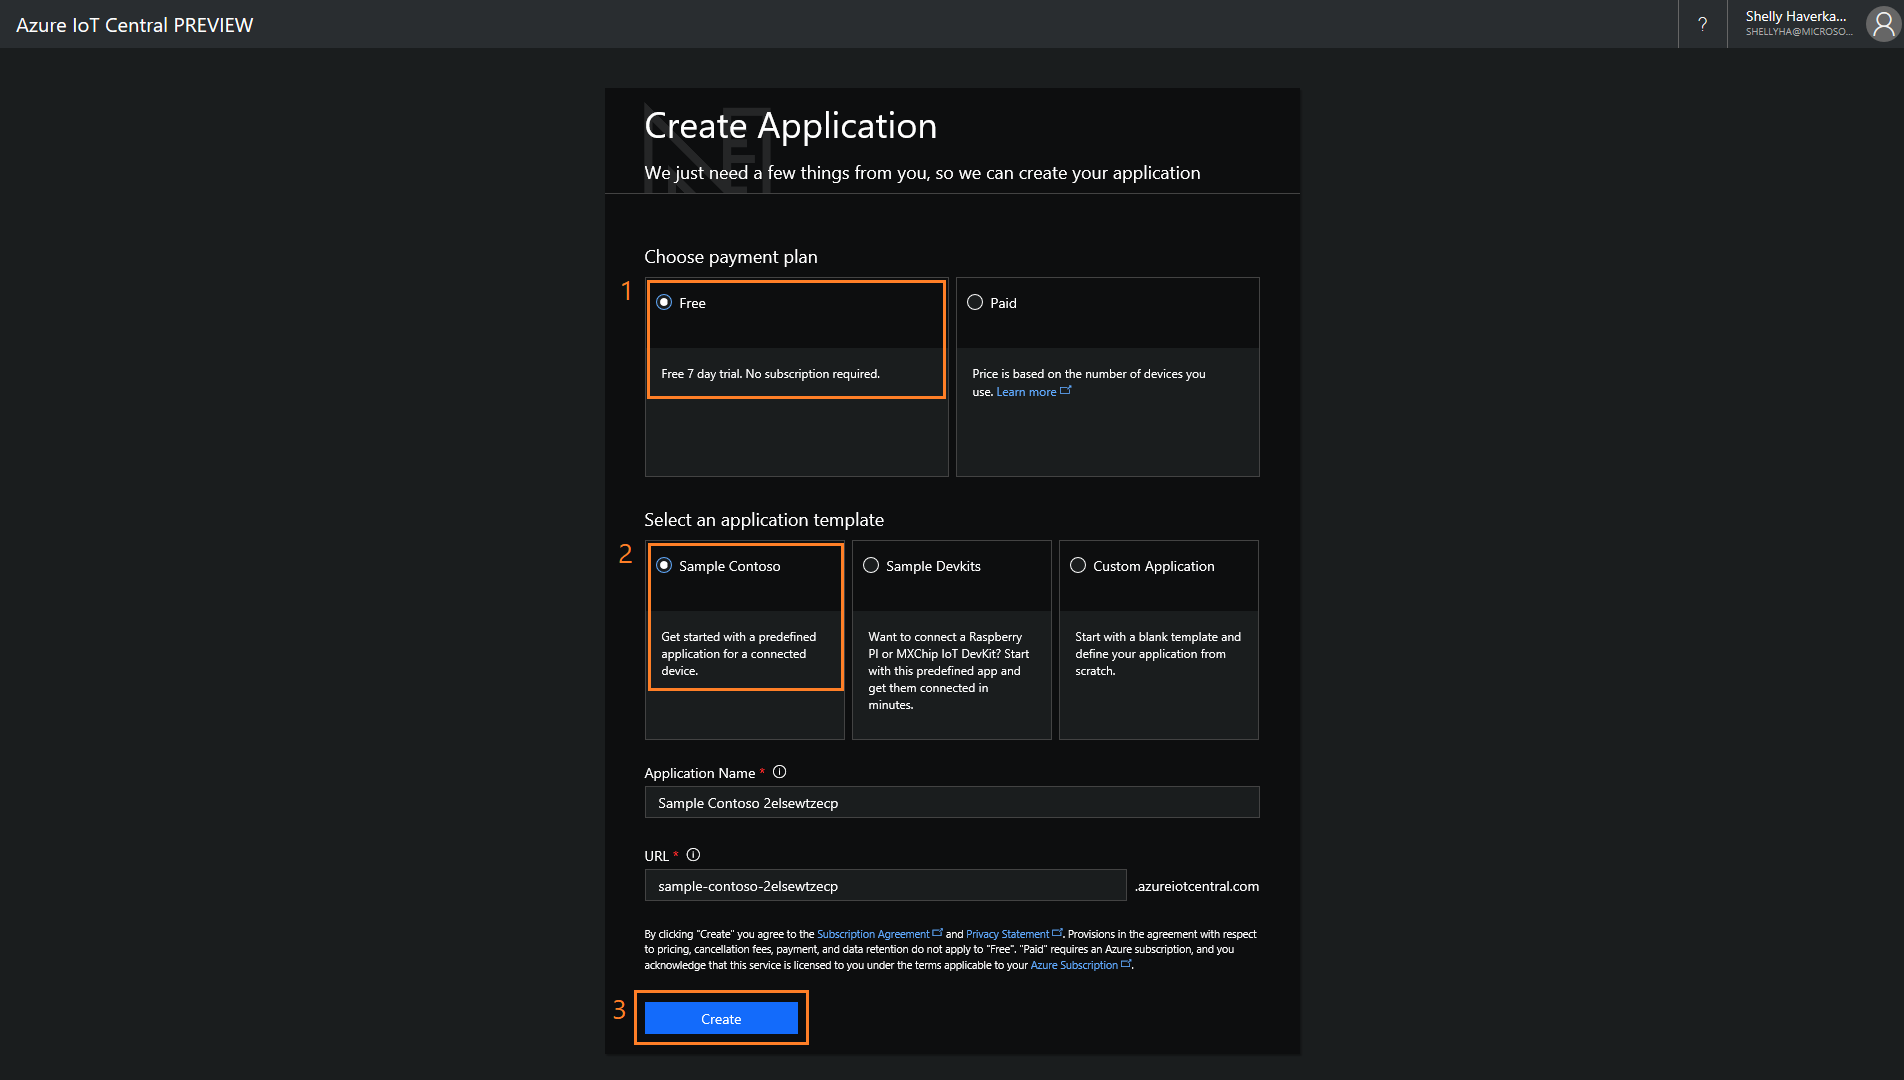 Azure IoT Central PREVIEW
?
Shelly Haverka...
SHELLYHA@MICROSO...
Create Application
We just need a few things from you, so we can create your application
Choose payment plan
1
Free
Free 7 day trial. No subscription required.
Paid
Price is based on the number of devices you
use. Learn more
Select an application template
2
Sample Contoso
Get started with a predefined
application for a connected
device.
Sample Devkits
Want to connect a Raspberry
PI or MXChip IoT DevKit? Start
with this predefined app and
get them connected in
minutes.
Custom Application
Start with a blank template and
define your application from
scratch.
Application Name *
Sample Contoso 2elsewtzecp
URL *
sample-contoso-2elsewtzecp
.azureiotcentral.com
By clicking "Create" you agree to the Subscription Agreement and Privacy Statement. Provisions in the agreement with respect
to pricing, cancellation fees, payment, and data retention do not apply to "Free". "Paid" requires an Azure subscription, and you
acknowledge that this service is licensed to you under the terms applicable to your Azure Subscription.
3
Create